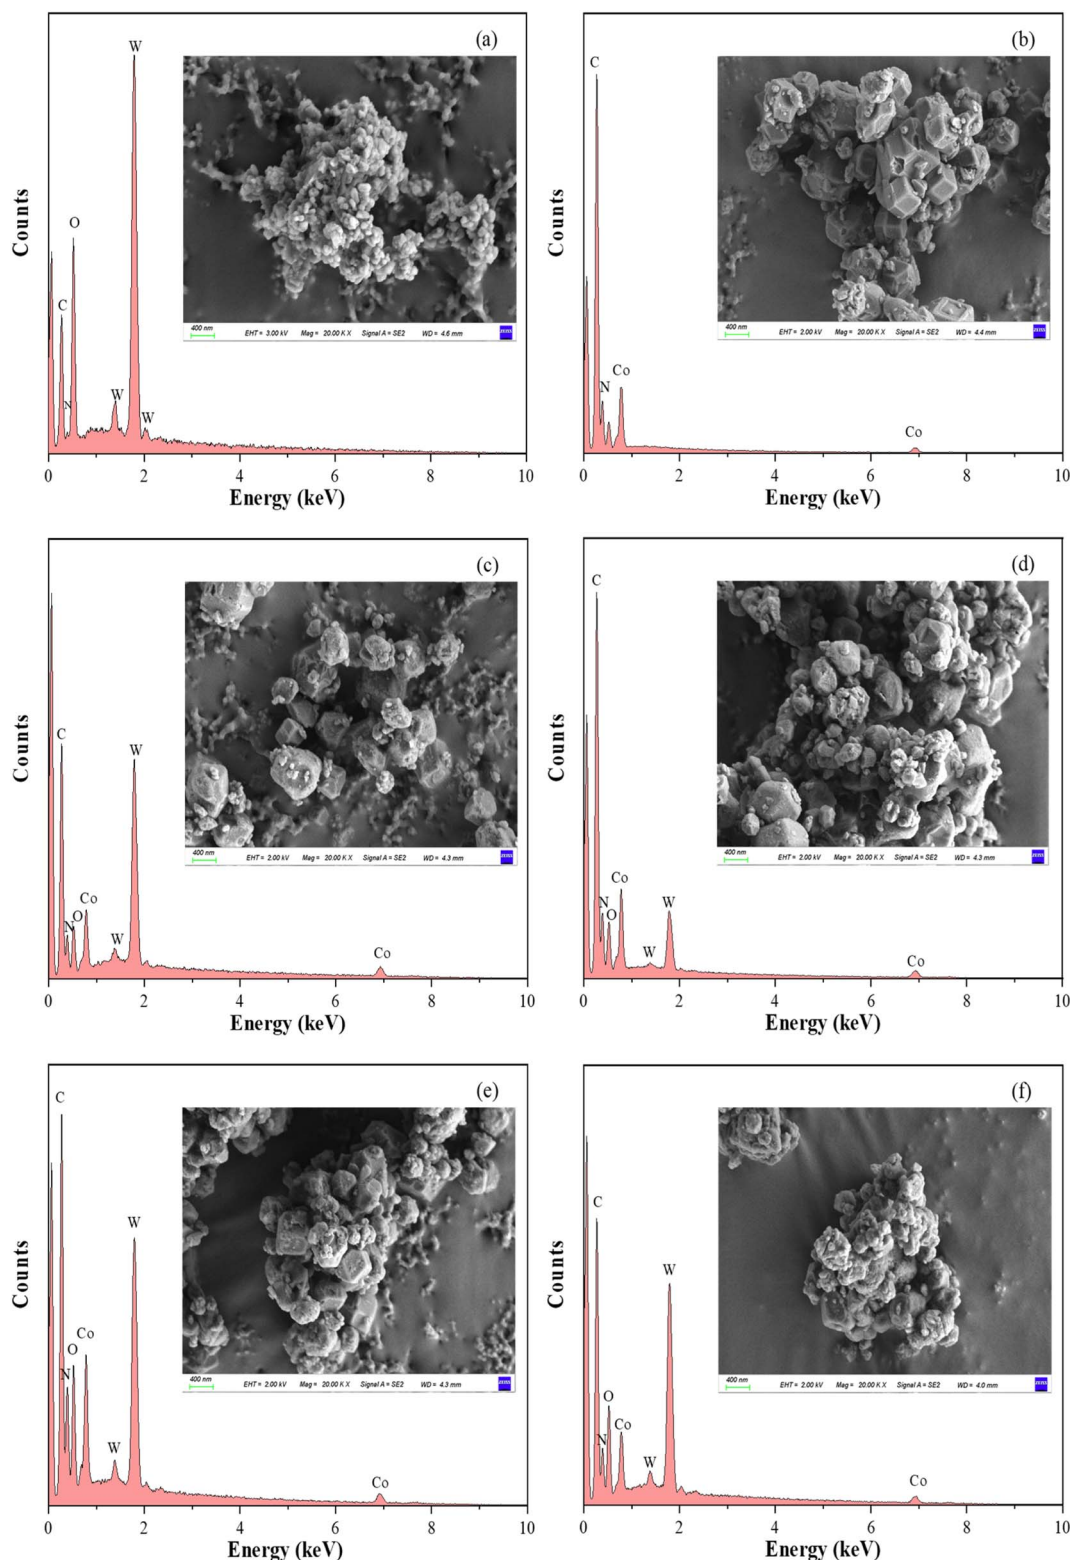 (a)
W
O
C
N
W
W
400 nm EHT = 3.00 kV Mag = 20.00 K X Signal A = SE2 WD = 4.6 mm
Counts
0 2 4 6 8 10
Energy (keV)
(b)
C
Co
N
Co
400 nm EHT = 2.00 kV Mag = 20.00 K X Signal A = SE2 WD = 4.4 mm
Counts
0 2 4 6 8 10
Energy (keV)
(c)
C
W
N
O
Co
W
Co
400 nm EHT = 2.00 kV Mag = 20.00 K X Signal A = SE2 WD = 4.3 mm
Counts
0 2 4 6 8 10
Energy (keV)
(d)
C
Co
N
O
W
W
Co
400 nm EHT = 2.00 kV Mag = 20.00 K X Signal A = SE2 WD = 4.3 mm
Counts
0 2 4 6 8 10
Energy (keV)
(e)
C
W
Co
O
N
W
Co
400 nm EHT = 2.00 kV Mag = 20.00 K X Signal A = SE2 WD = 4.3 mm
Counts
0 2 4 6 8 10
Energy (keV)
(f)
C
W
O
Co
N
W
Co
400 nm EHT = 2.00 kV Mag = 20.00 K X Signal A = SE2 WD = 4.0 mm
Counts
0 2 4 6 8 10
Energy (keV)